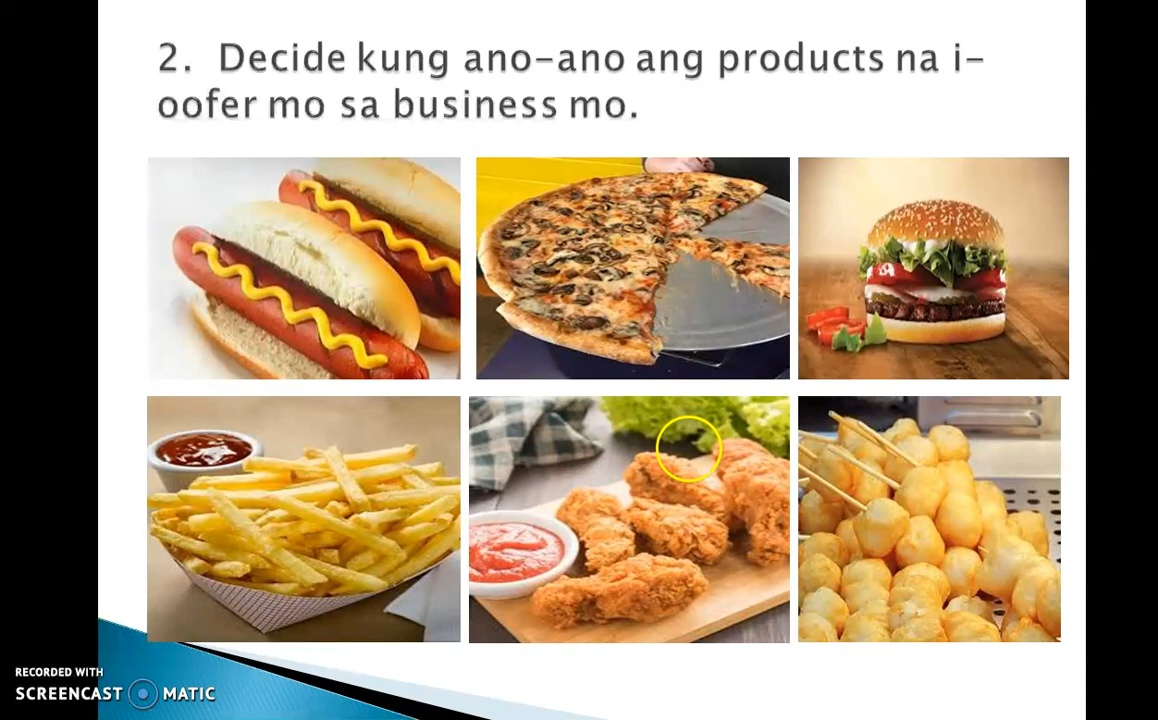 2. Decide kung ano-ano ang products na i-
oofer mo sa business mo.
RECORDED WITH
SCREENCAST MATIC